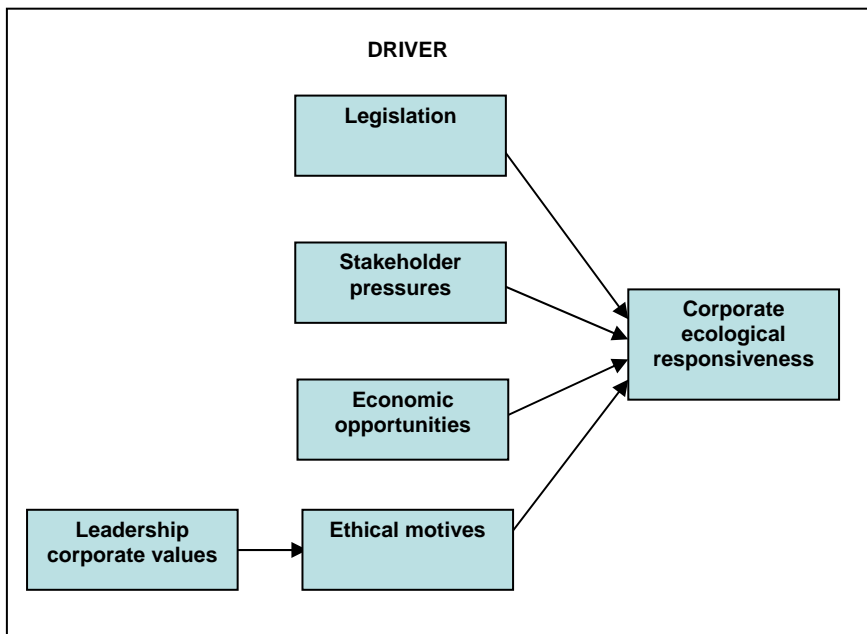 DRIVER
Legislation
Stakeholder
pressures
Corporate
ecological
responsiveness
Economic
opportunities
Leadership
corporate values
Ethical motives